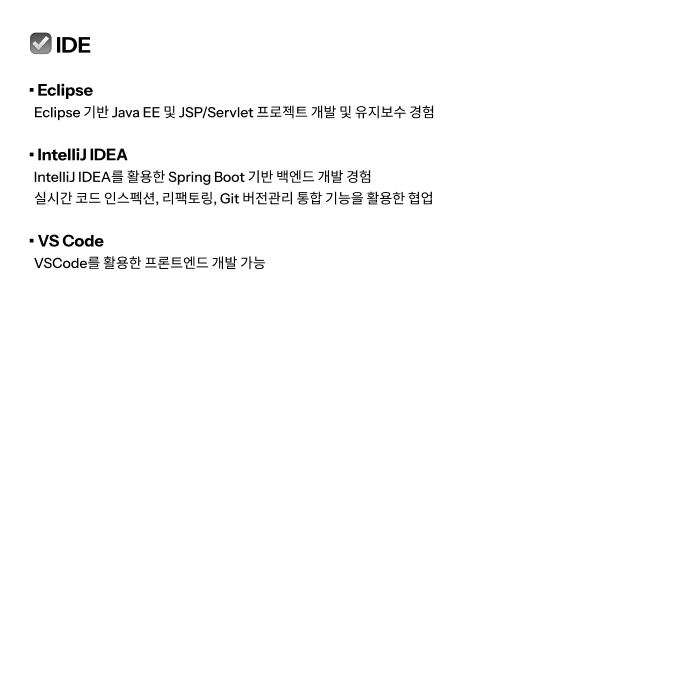 ☑ IDE
▪ Eclipse
Eclipse 기반 Java EE 및 JSP/Servlet 프로젝트 개발 및 유지보수 경험
▪ IntelliJ IDEA
IntelliJ IDEA를 활용한 Spring Boot 기반 백엔드 개발 경험
실시간 코드 인스펙션, 리팩토링, Git 버전관리 통합 기능을 활용한 협업
▪ VS Code
VSCode를 활용한 프론트엔드 개발 가능